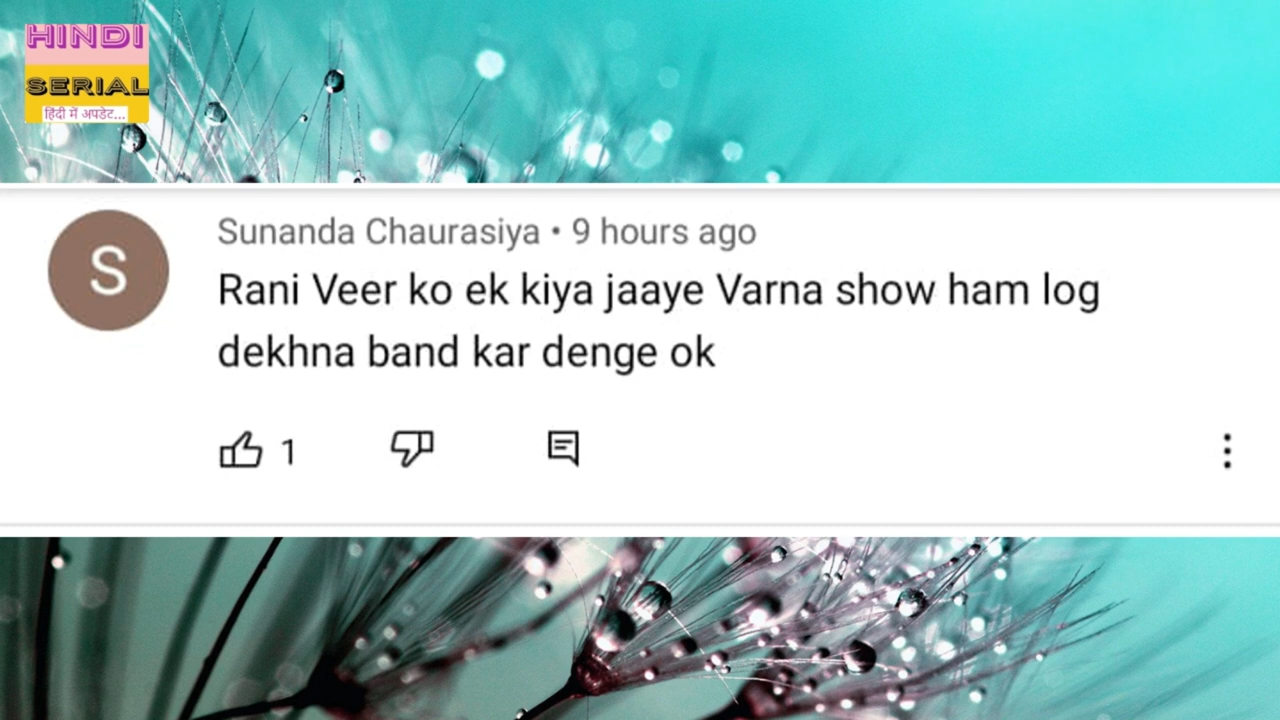 HINDI
SERIAL
हिंदी में अपडेट...
S
Sunanda Chaurasiya • 9 hours ago
Rani Veer ko ek kiya jaaye Varna show ham log
dekhna band kar denge ok
1